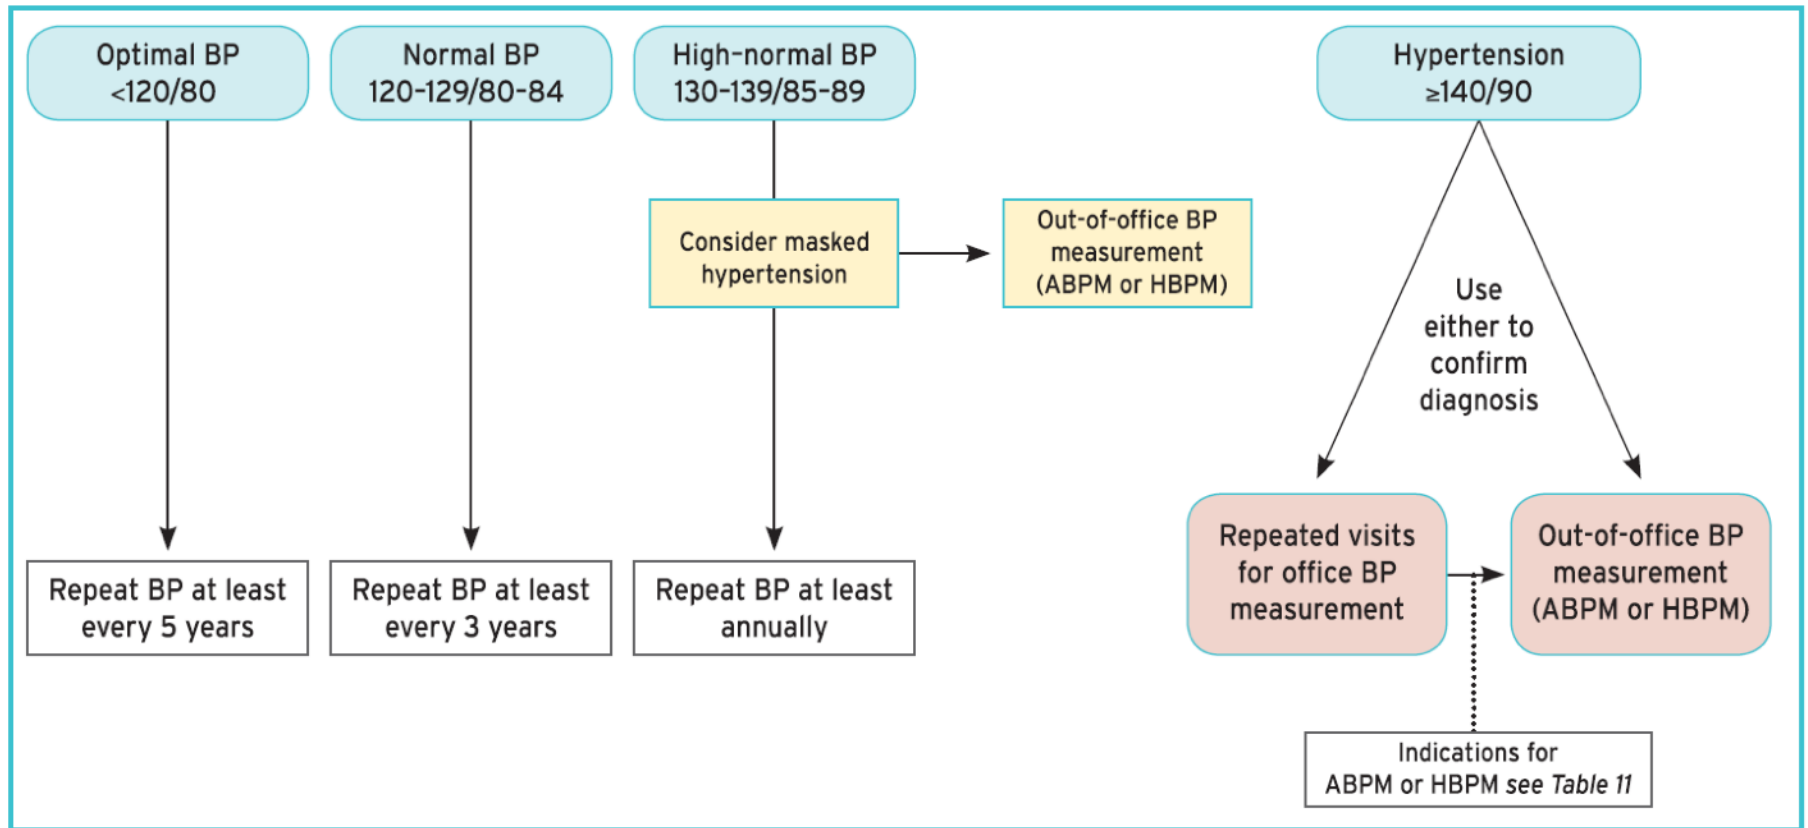 Optimal BP
<120/80
Normal BP
120–129/80–84
High-normal BP
130–139/85–89
Hypertension
≥140/90
Consider masked
hypertension
Out-of-office BP
measurement
(ABPM or HBPM)
Use
either to
confirm
diagnosis
Repeat BP at least
every 5 years
Repeat BP at least
every 3 years
Repeat BP at least
annually
Repeated visits
for office BP
measurement
Out-of-office BP
measurement
(ABPM or HBPM)
Indications for
ABPM or HBPM see Table 11